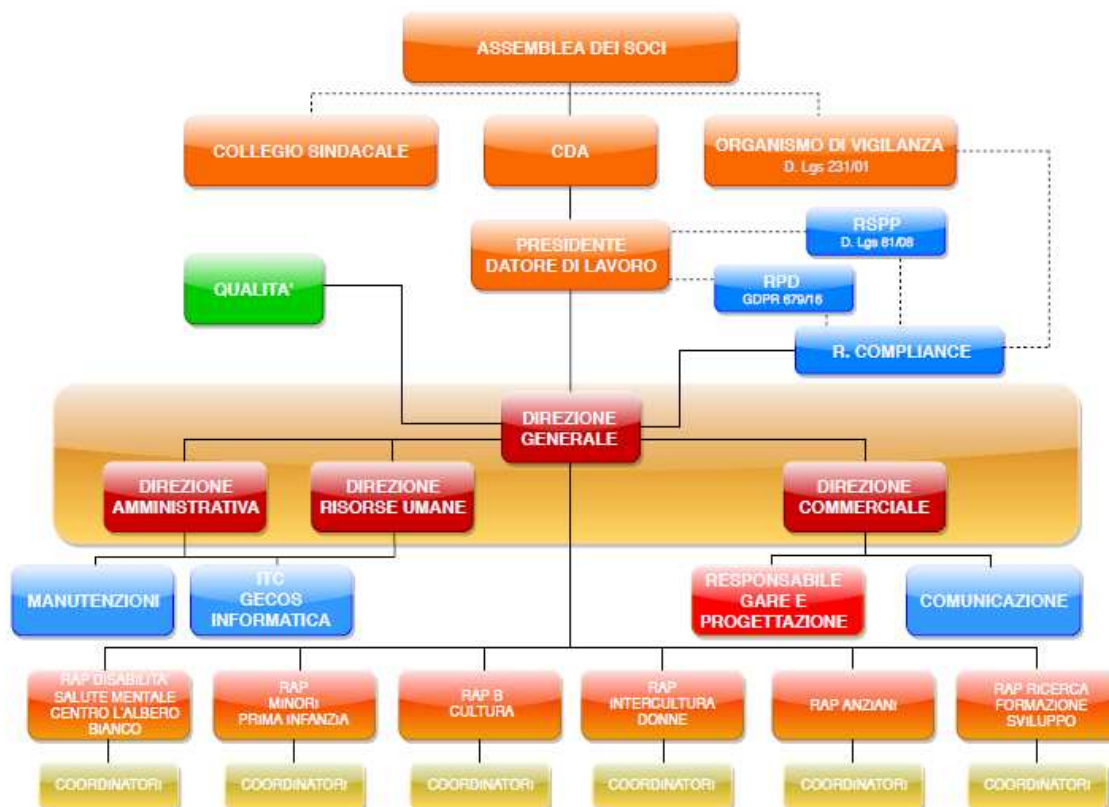 ASSEMBLEA DEI SOCI
COLLEGIO SINDACALE
CDA
ORGANISMO DI VIGILANZA
D. Lgs 231/01
PRESIDENTE
DATORE DI LAVORO
RSPP
D. Lgs 81/08
QUALITA'
RPD
GDPR 679/16
R. COMPLIANCE
DIREZIONE
GENERALE
DIREZIONE
AMMINISTRATIVA
DIREZIONE
RISORSE UMANE
DIREZIONE
COMMERCIALE
MANUTENZIONI
ITC
GECOS
INFORMATICA
RESPONSABILE
GARE E
PROGETTAZIONE
COMUNICAZIONE
RAP DISABILITA'
SALUTE MENTALE
CENTRO L'ALBERO
BIANCO
RAP
MINORI
PRIMA INFANZIA
RAP B
CULTURA
RAP
INTERCULTURA
DONNE
RAP ANZIANI
RAP RICERCA
FORMAZIONE
SVILUPPO
COORDINATORI
COORDINATORI
COORDINATORI
COORDINATORI
COORDINATORI
COORDINATORI